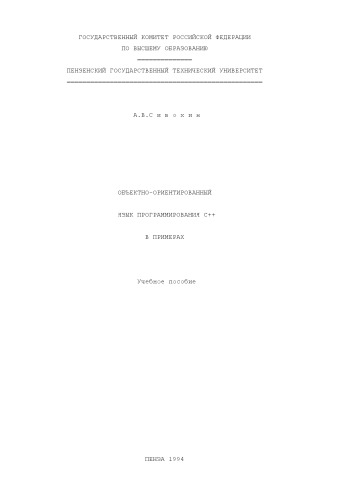 ГОСУДАРСТВЕННЫЙ КОМИТЕТ РОССИЙСКОЙ ФЕДЕРАЦИИ
ПО ВЫСШЕМУ ОБРАЗОВАНИЮ
ПЕНЗЕНСКИЙ ГОСУДАРСТВЕННЫЙ ТЕХНИЧЕСКИЙ УНИВЕРСИТЕТ
А.В.С и в о х и н
ОБЪЕКТНО-ОРИЕНТИРОВАННЫЙ
ЯЗЫК ПРОГРАММИРОВАНИЯ С++
В ПРИМЕРАХ
Учебное пособие
ПЕНЗА 1994